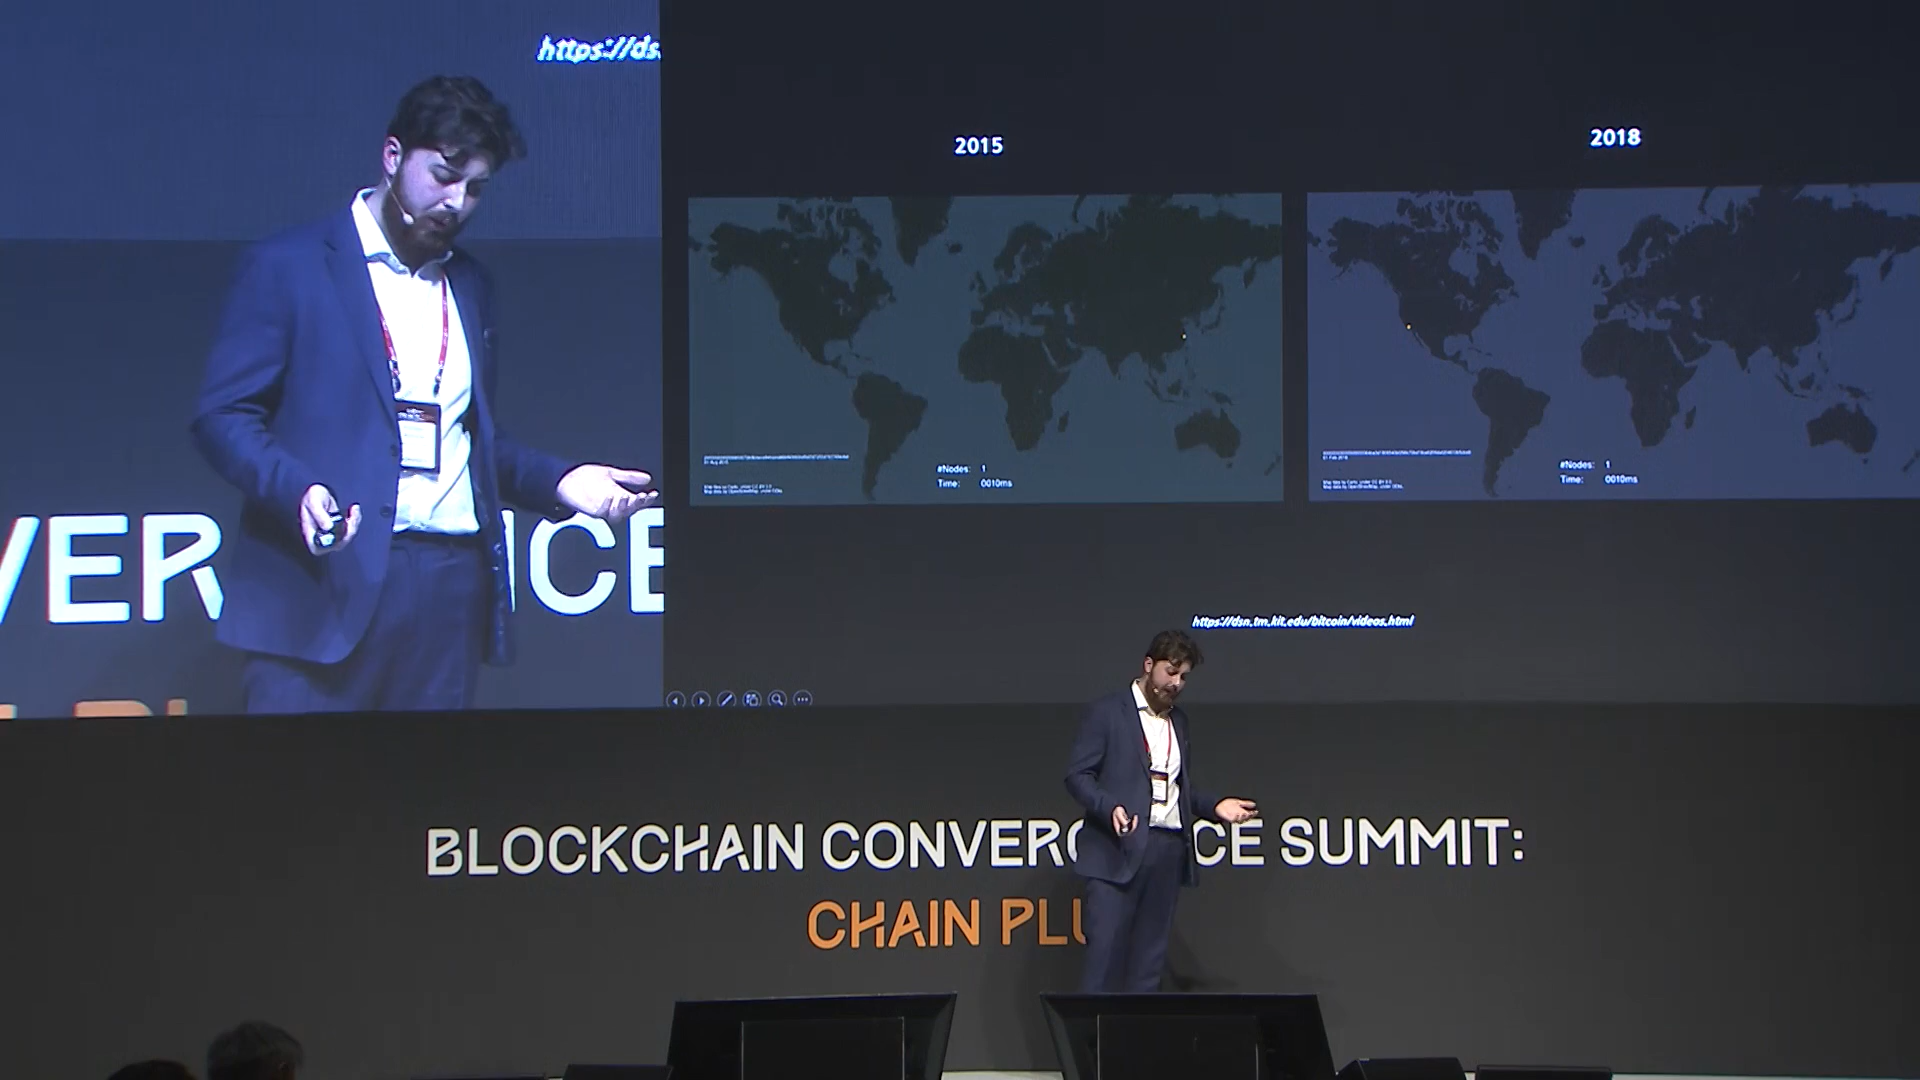 https://ds
VER
ICE
2015
2018
#Nodes: 1
Time: 0010ms
#Nodes: 1
Time: 0010ms
https://dsn.tm.kit.edu/bitcoin/videos.html
BLOCKCHAIN CONVERG CE SUMMIT:
CHAIN PLU